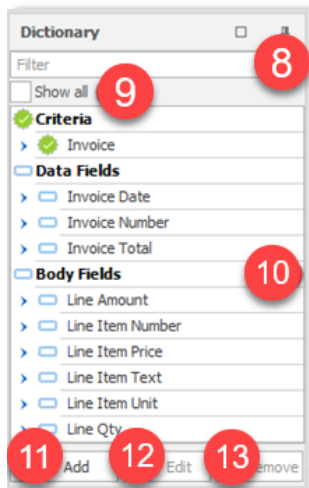 Dictionary
Filter
8
Show all
9
Criteria
Invoice
Data Fields
Invoice Date
Invoice Number
Invoice Total
Body Fields
10
Line Amount
Line Item Number
Line Item Price
Line Item Text
Line Item Unit
Line Qty
11 Add 12 Edit 13 emove